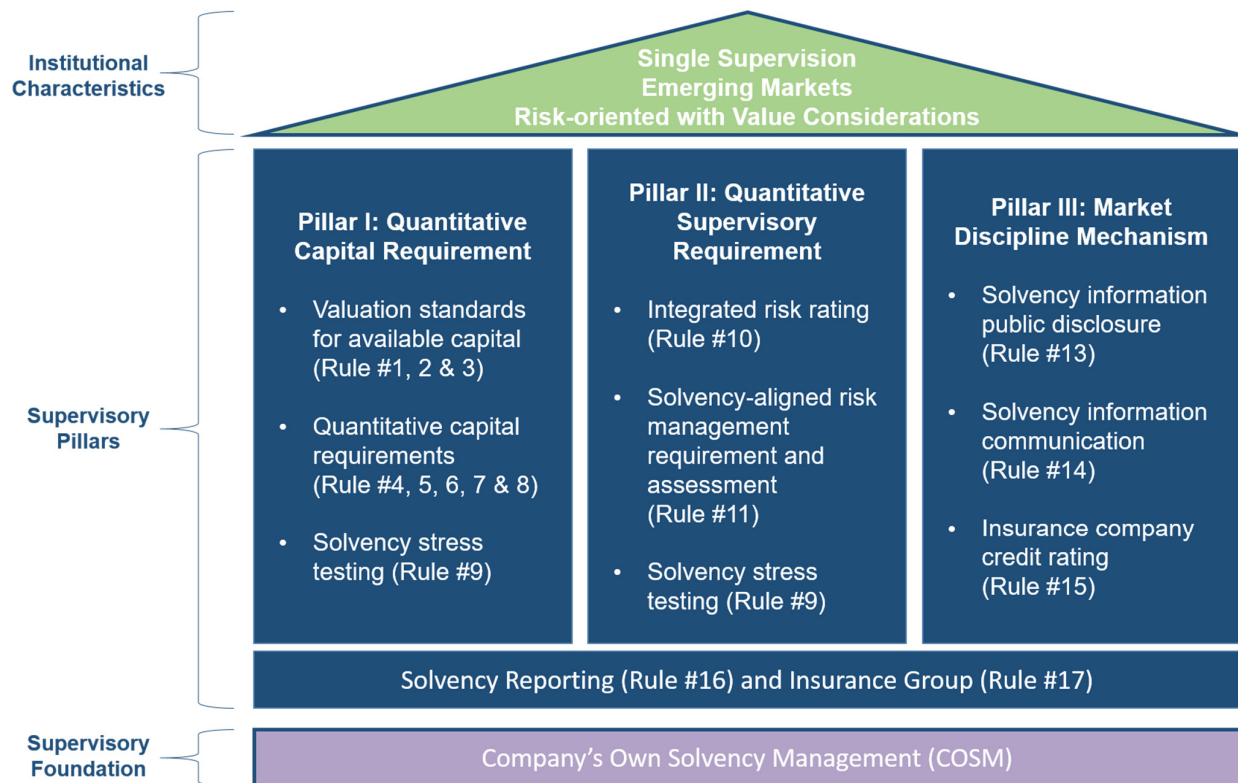 Institutional
Characteristics
Single Supervision
Emerging Markets
Risk-oriented with Value Considerations
Supervisory
Pillars
Pillar I: Quantitative
Capital Requirement
• Valuation standards
for available capital
(Rule #1, 2 & 3)
• Quantitative capital
requirements
(Rule #4, 5, 6, 7 & 8)
• Solvency stress
testing (Rule #9)
Pillar II: Quantitative
Supervisory
Requirement
• Integrated risk rating
(Rule #10)
• Solvency-aligned risk
management
requirement and
assessment
(Rule #11)
• Solvency stress
testing (Rule #9)
Pillar III: Market
Discipline Mechanism
• Solvency information
public disclosure
(Rule #13)
• Solvency information
communication
(Rule #14)
• Insurance company
credit rating
(Rule #15)
Solvency Reporting (Rule #16) and Insurance Group (Rule #17)
Supervisory
Foundation
Company’s Own Solvency Management (COSM)